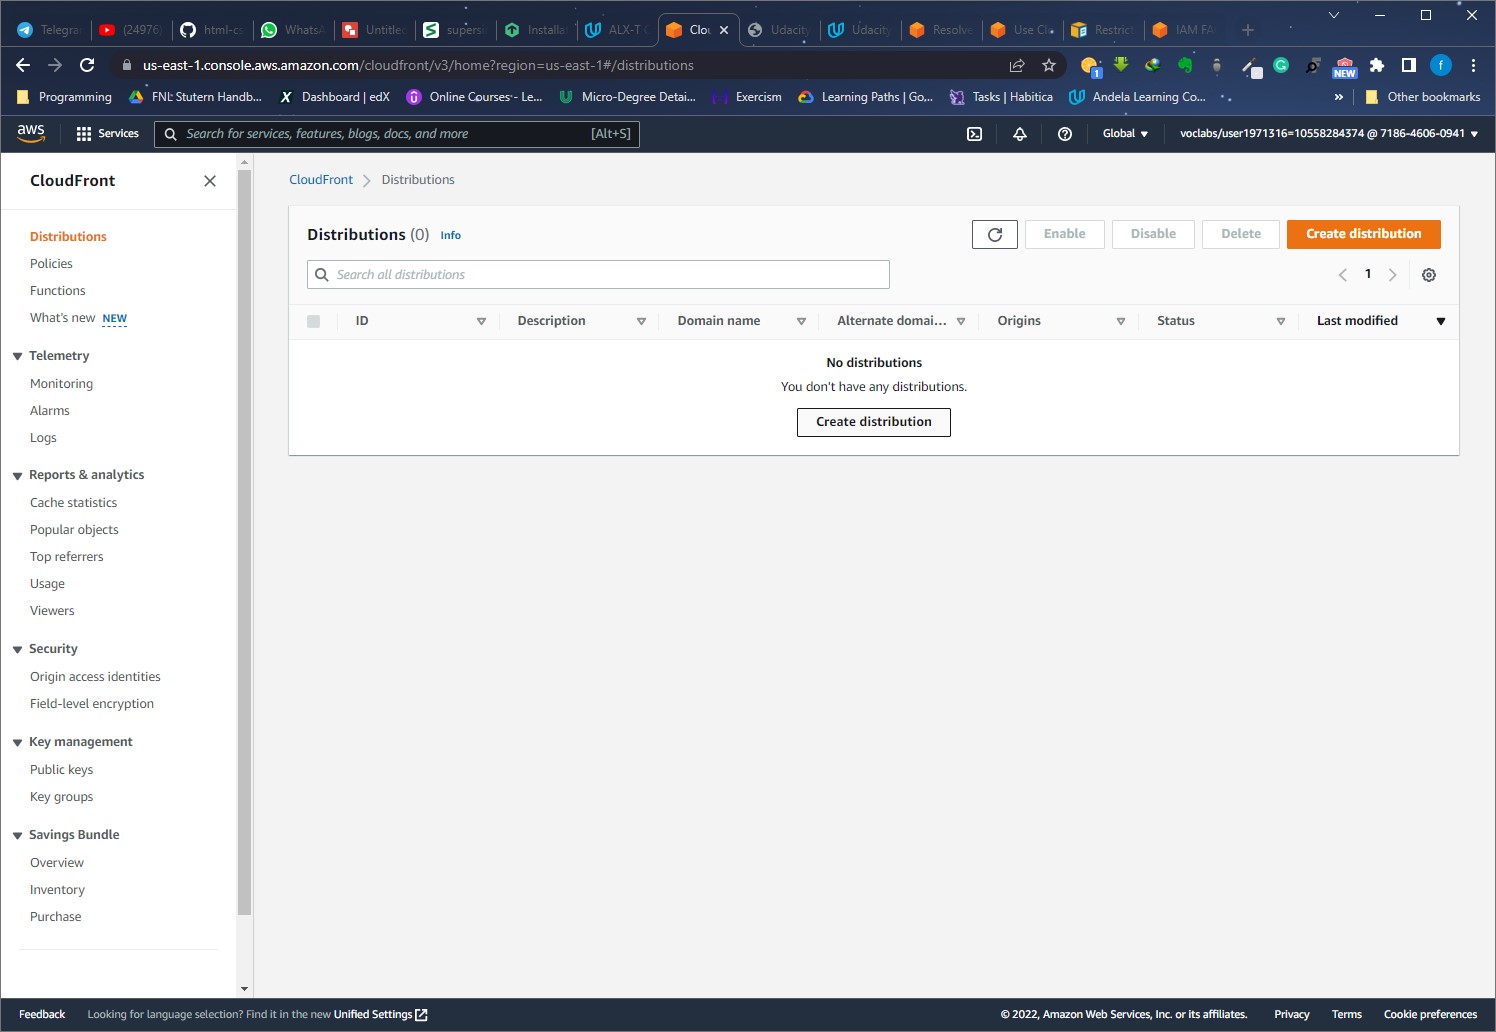 Telegra
(24976)
html-cs
WhatsA
Untitled
supers
Installa
ALX-T C
Clou
Udacity
Udacity
Resolve
Use Clo
Restric
IAM FA
us-east-1.console.aws.amazon.com/cloudfront/v3/home?region=us-east-1#/distributions
1
NEW
f
Programming
FNL: Stutern Handb...
Dashboard | edX
Online Courses - Le...
Micro-Degree Detai...
Exercism
Learning Paths | Go...
Tasks | Habitica
Andela Learning Co...
»
Other bookmarks
aws
Services
Search for services, features, blogs, docs, and more
[Alt+S]
Global
voclabs/user1971316=10558284374 @ 7186-4606-0941
CloudFront
Distributions
Policies
Functions
What's new NEW
Telemetry
Monitoring
Alarms
Logs
Reports & analytics
Cache statistics
Popular objects
Top referrers
Usage
Viewers
Security
Origin access identities
Field-level encryption
Key management
Public keys
Key groups
Savings Bundle
Overview
Inventory
Purchase
CloudFront > Distributions
Distributions (0) Info
Enable
Disable
Delete
Create distribution
Search all distributions
1
ID
Description
Domain name
Alternate domai...
Origins
Status
Last modified
No distributions
You don't have any distributions.
Create distribution
Feedback
Looking for language selection? Find it in the new Unified Settings
© 2022, Amazon Web Services, Inc. or its affiliates.
Privacy
Terms
Cookie preferences